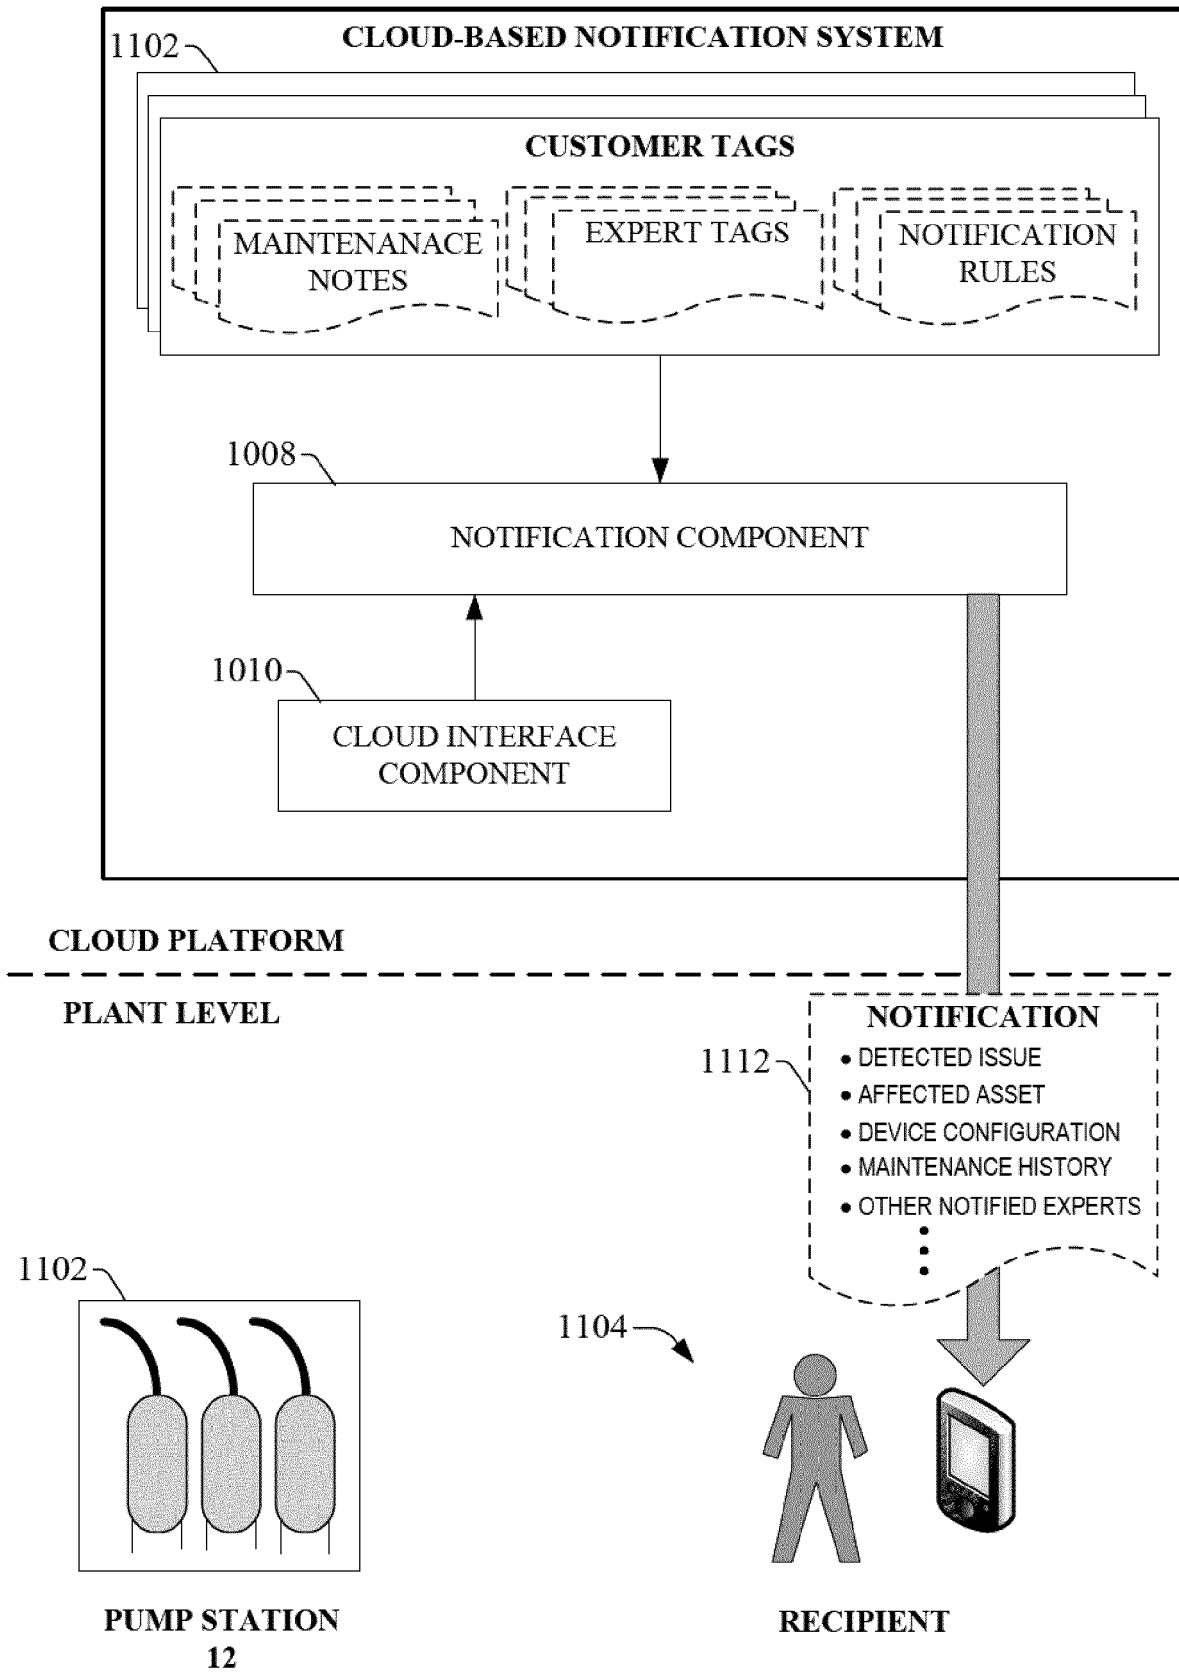 CLOUD-BASED NOTIFICATION SYSTEM
1102
CUSTOMER TAGS
MAINTENANACE
NOTES
EXPERT TAGS
NOTIFICATION
RULES
1008
NOTIFICATION COMPONENT
1010
CLOUD INTERFACE
COMPONENT
CLOUD PLATFORM
PLANT LEVEL
NOTIFICATION
1112
• DETECTED ISSUE
• AFFECTED ASSET
• DEVICE CONFIGURATION
• MAINTENANCE HISTORY
• OTHER NOTIFIED EXPERTS
1102
1104
PUMP STATION
12
RECIPIENT